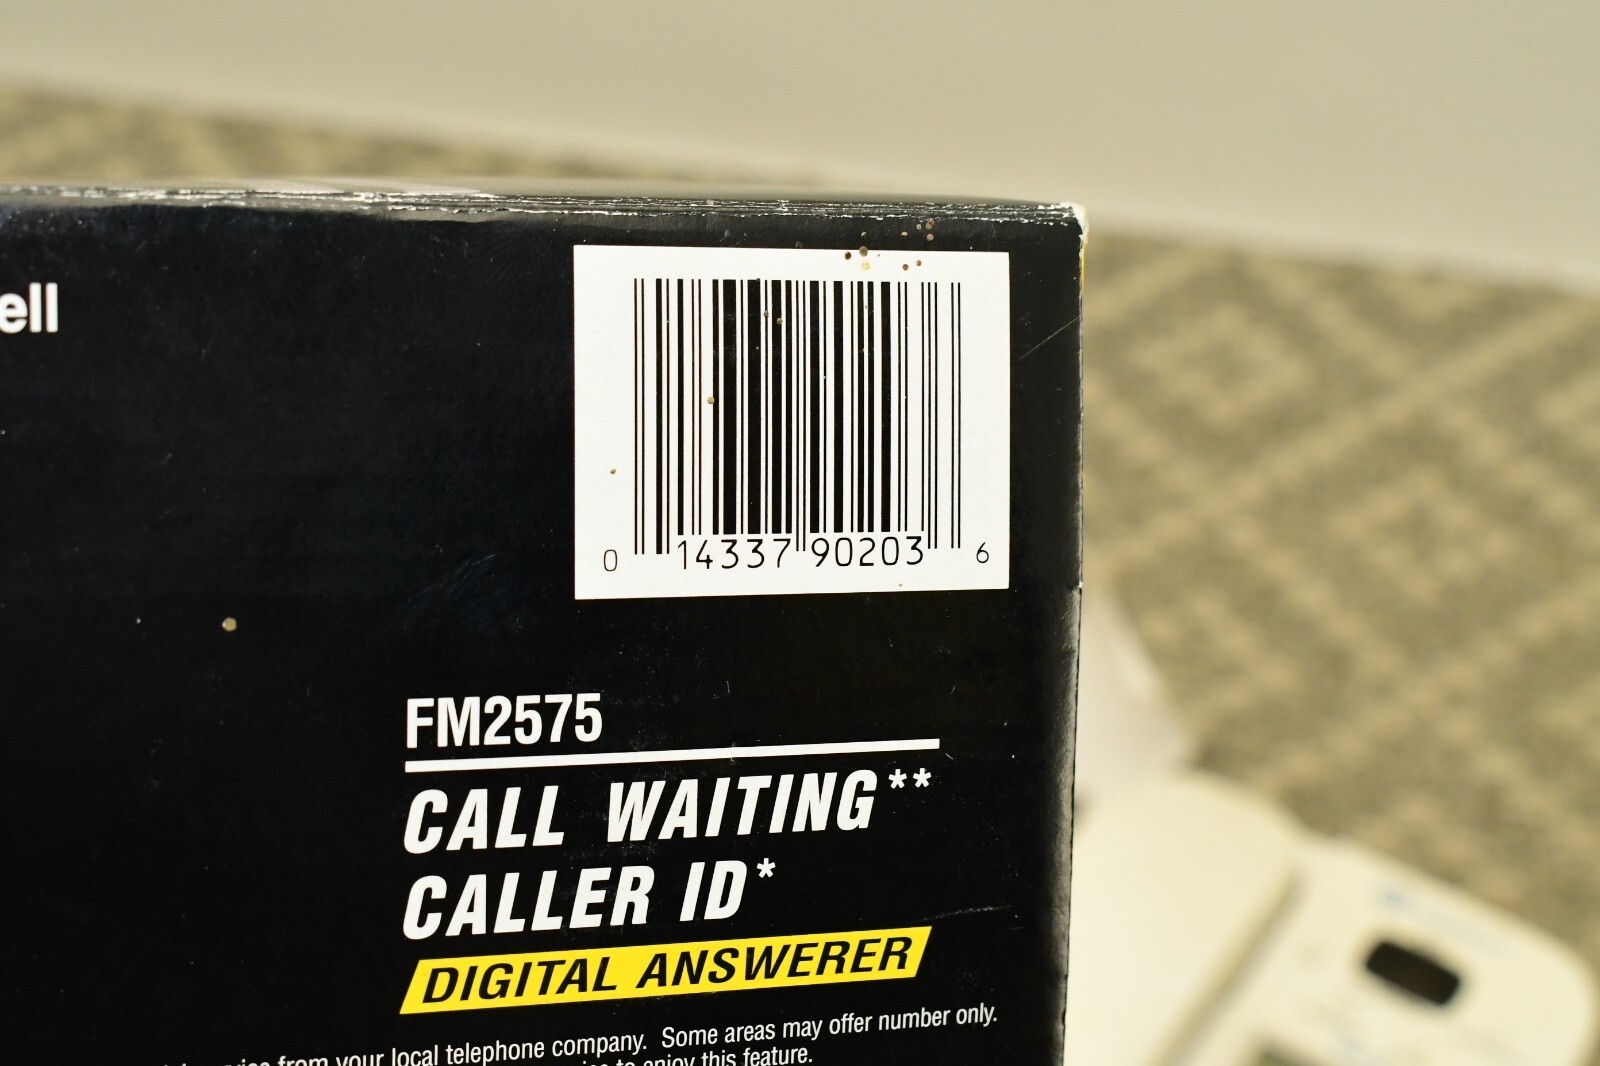 ell
0 14337 90203 6
FM2575
CALL WAITING**
CALLER ID*
DIGITAL ANSWERER
from your local telephone company. Some areas may offer number only.
to enjoy this feature.